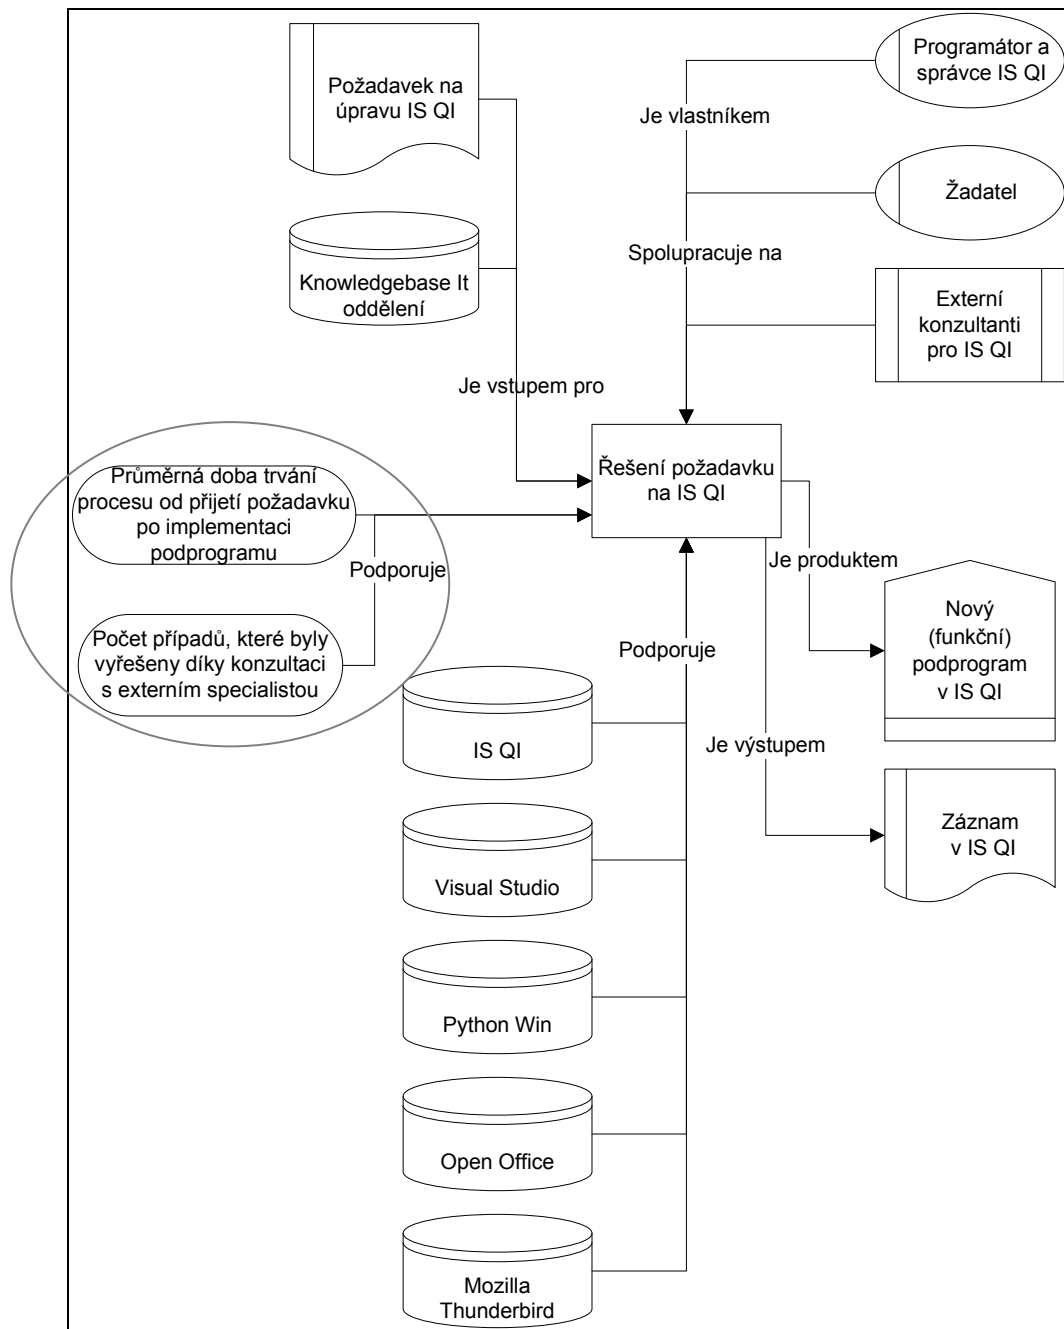 Požadavek na
úpravu IS QI
Programátor a
správce IS QI
Je vlastníkem
Žadatel
Spolupracuje na
Knowledgebase It
oddělení
Externí
konzultanti
pro IS QI
Je vstupem pro
Řešení požadavku
na IS QI
Průměrná doba trvání
procesu od přijetí požadavku
po implementaci
podprogramu
Podporuje
Počet případů, které byly
vyřešeny díky konzultaci
s externím specialistou
Je produktem
Nový
(funkční)
podprogram
v IS QI
Podporuje
Je výstupem
Záznam
v IS QI
IS QI
Visual Studio
Python Win
Open Office
Mozilla
Thunderbird